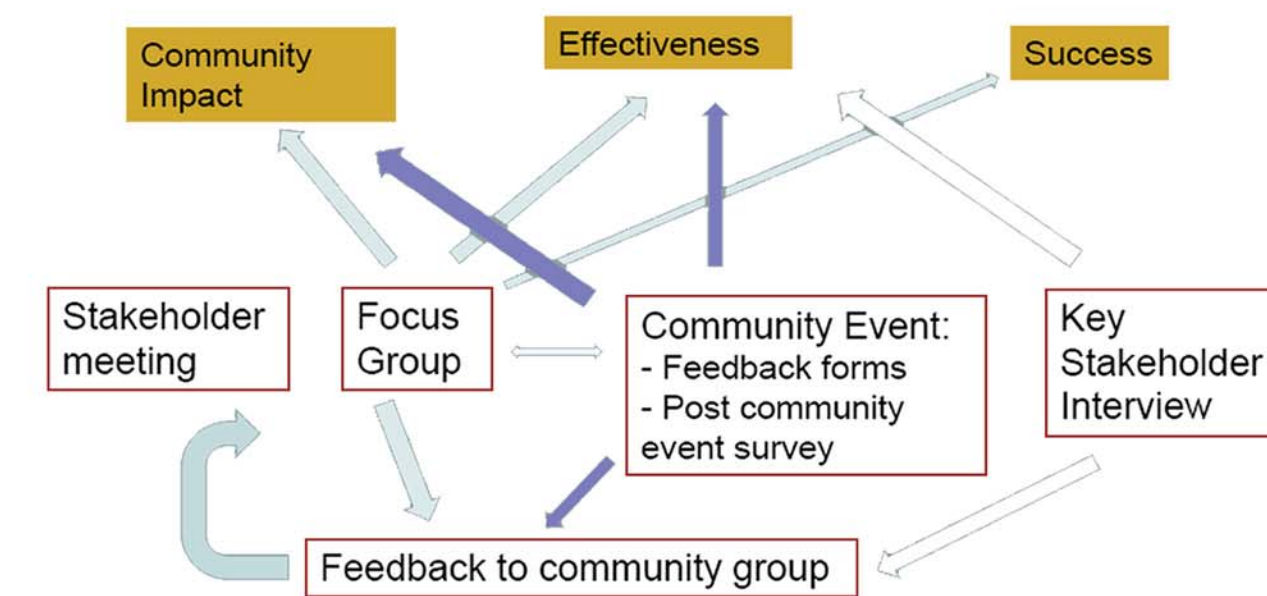 Community
Impact
Effectiveness
Success
Stakeholder
meeting
Focus
Group
Community Event:
- Feedback forms
- Post community
event survey
Key
Stakeholder
Interview
Feedback to community group